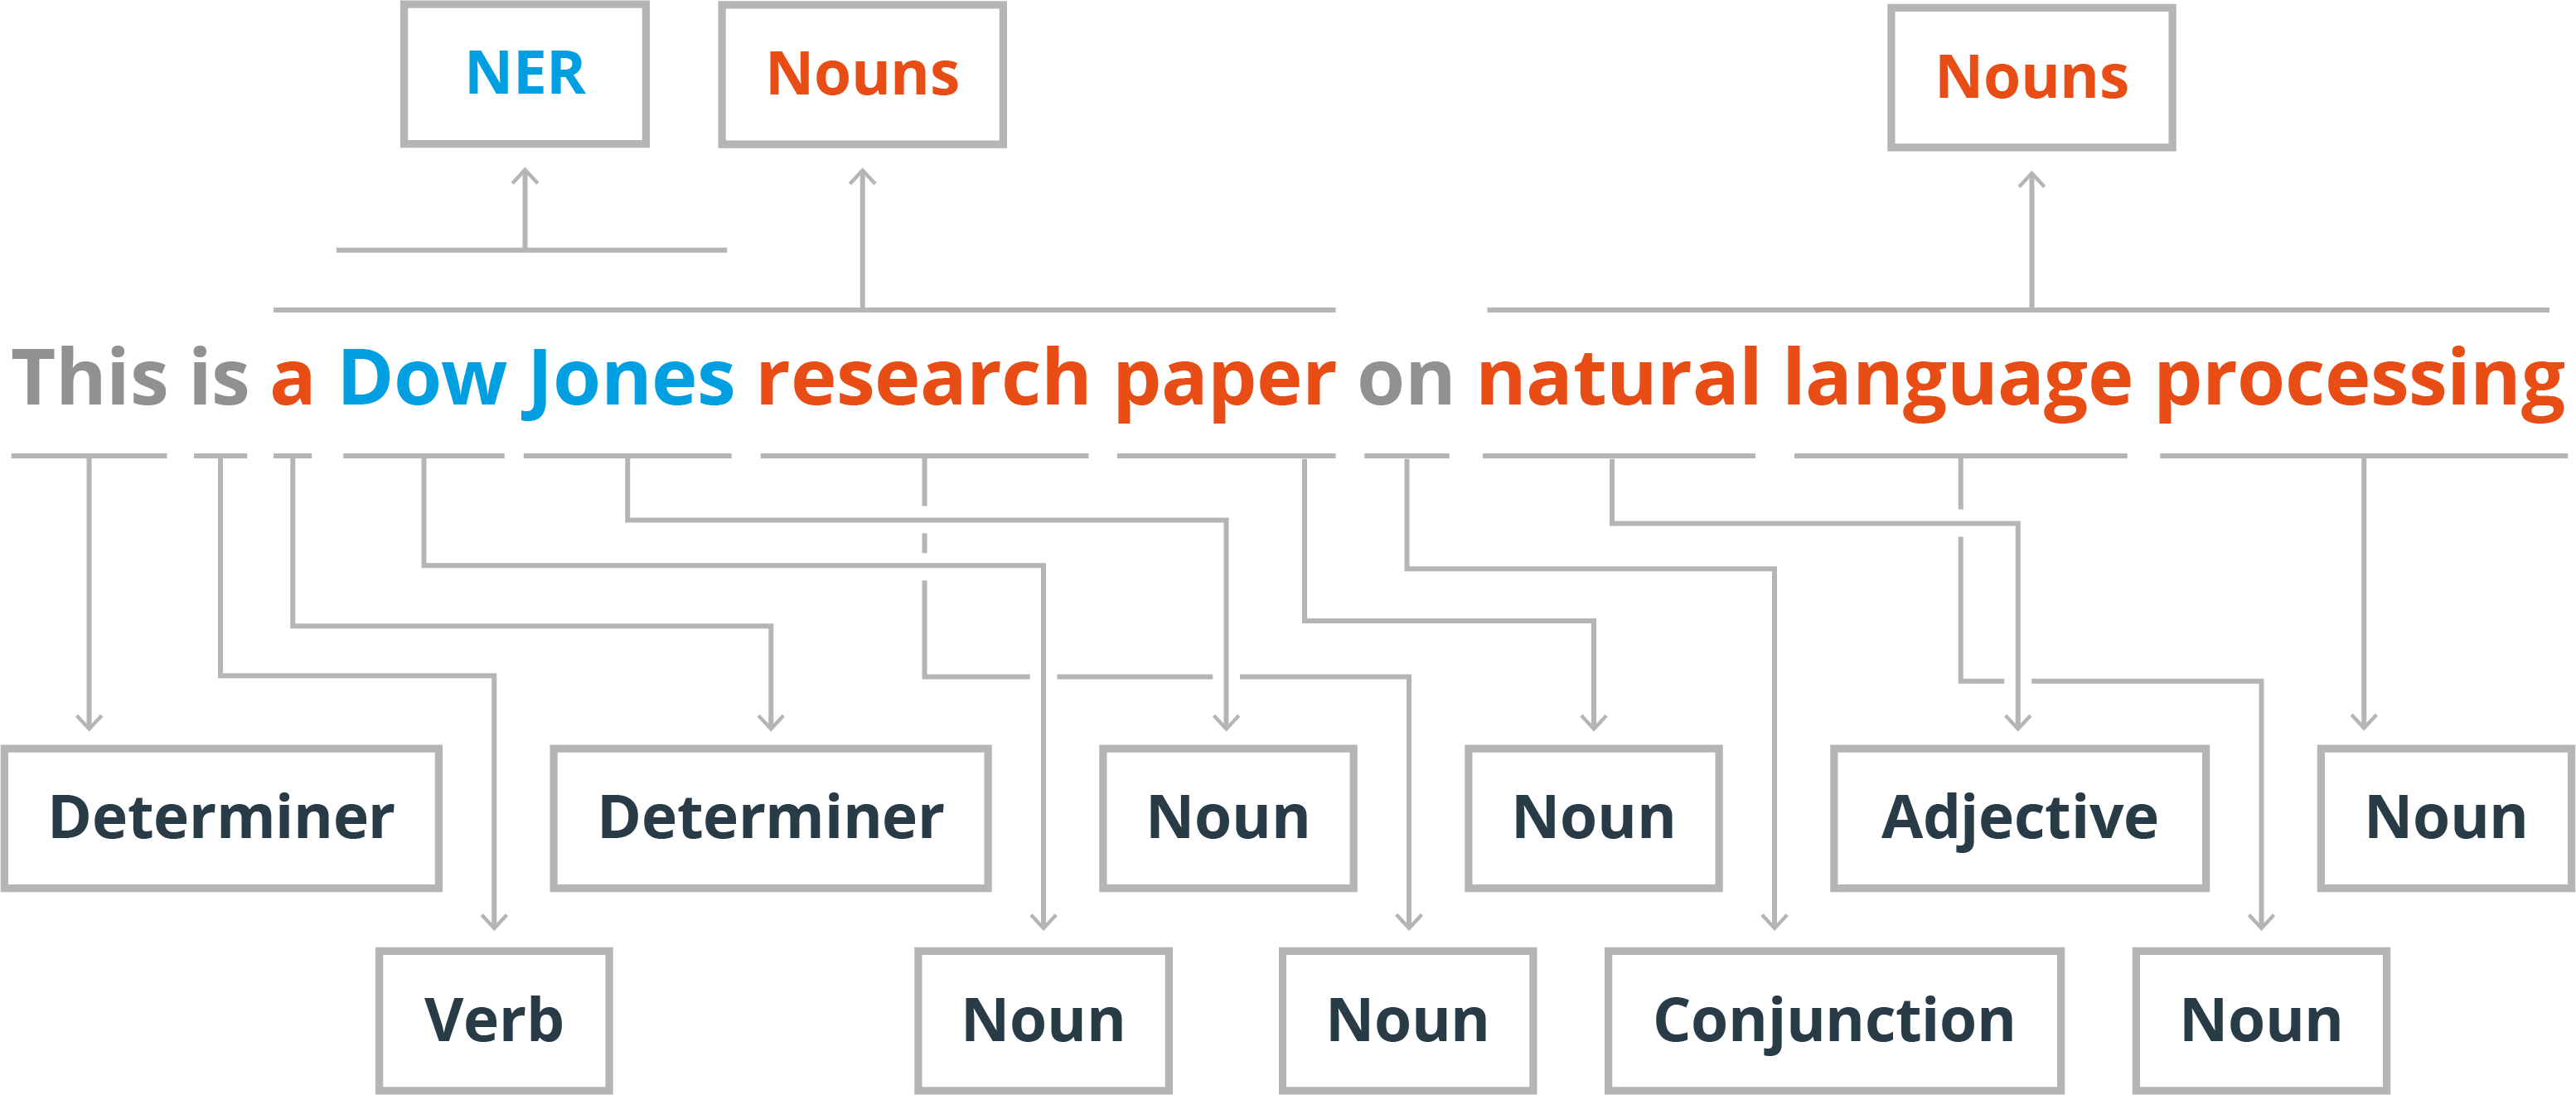 NER Nouns Nouns
This is a Dow Jones research paper on natural language processing
Determiner Determiner Noun Noun Adjective Noun
Verb Noun Noun Conjunction Noun